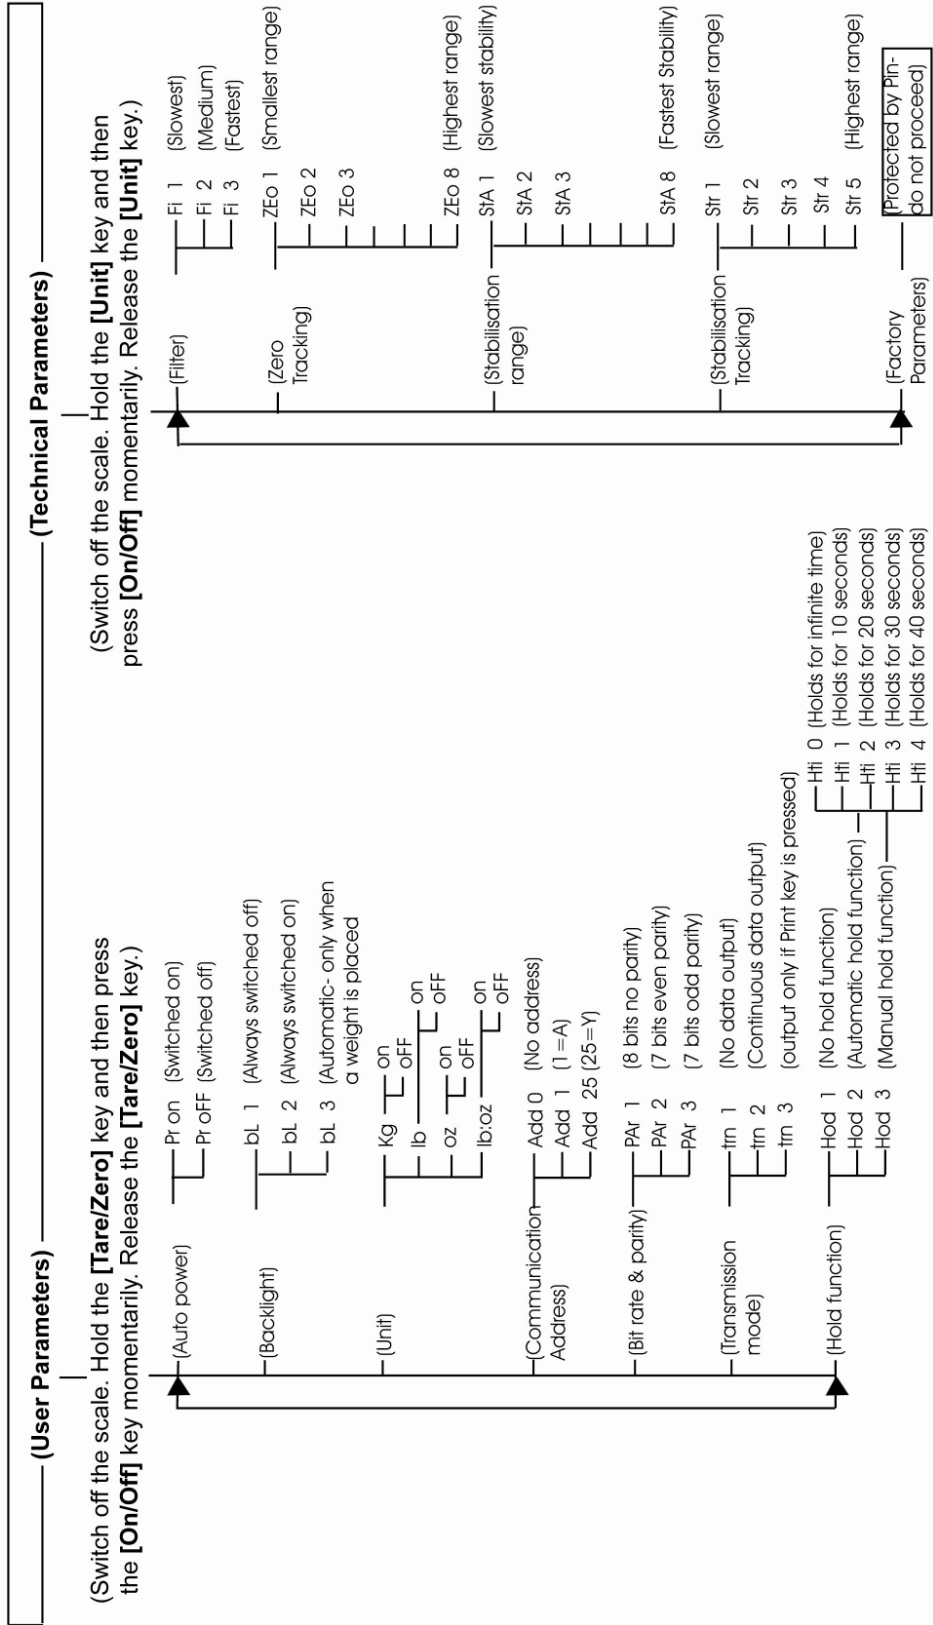 (User Parameters)
(Technical Parameters)
(Switch off the scale. Hold the [Tare/Zero] key and then press
the [On/Off] key momentarily. Release the [Tare/Zero] key.)
(Auto power)
Pr on (Switched on)
Pr oFF (Switched off)
(Backlight)
bL 1 (Always switched off)
bL 2 (Always switched on)
bL 3 (Automatic- only when
a weight is placed
(Unit)
Kg on
oFF
lb on
oFF
oz on
oFF
lb:oz on
oFF
(Communication
Address)
Add 0 (No address)
Add 1 (1=A)
Add 25 (25=Y)
(Bit rate & parity)
PAr 1 (8 bits no parity)
PAr 2 (7 bits even parity)
PAr 3 (7 bits odd parity)
(Transmission
mode)
trn 1 (No data output)
trn 2 (Continuous data output)
trn 3 (output only if Print key is pressed)
(Hold function)
Hod 1 (No hold function)
Hod 2 (Automatic hold function)
Hod 3 (Manual hold function)
Hti 0 (Holds for infinite time)
Hti 1 (Holds for 10 seconds)
Hti 2 (Holds for 20 seconds)
Hti 3 (Holds for 30 seconds)
Hti 4 (Holds for 40 seconds)
(Switch off the scale. Hold the [Unit] key and then
press [On/Off] momentarily. Release the [Unit] key.)
(Filter)
Fi 1 (Slowest)
Fi 2 (Medium)
Fi 3 (Fastest)
(Zero
Tracking)
ZEo 1 (Smallest range)
ZEo 2
ZEo 3
ZEo 8 (Highest range)
(Stabilisation
range)
StA 1 (Slowest stability)
StA 2
StA 3
StA 8 (Fastest Stability)
(Stabilisation
Tracking)
Str 1 (Slowest range)
Str 2
Str 3
Str 4
Str 5 (Highest range)
(Factory
Parameters)
(Protected by Pin-
do not proceed)